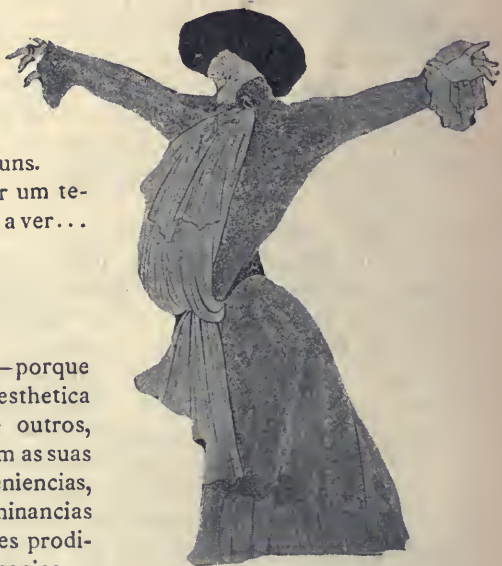 uns.
r um te-
a ver...
—porque
esthetica
outros,
m as suas
eniencias,
ninancias
es prodi-